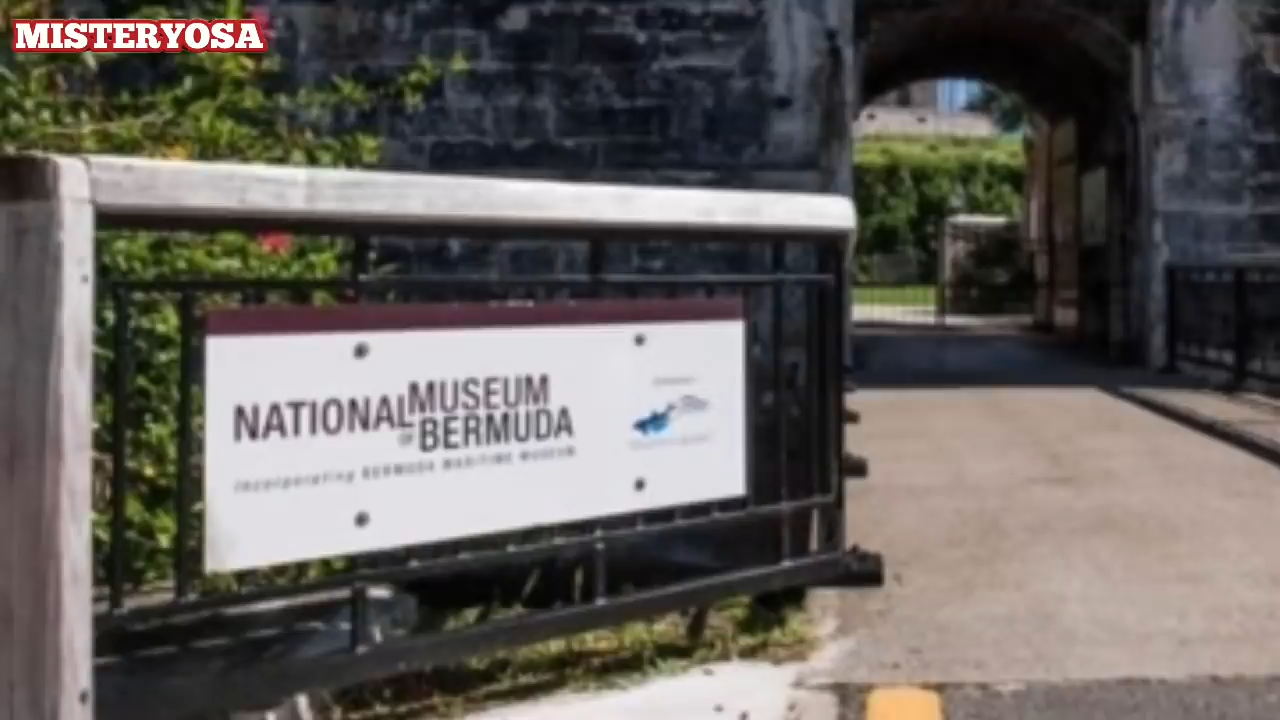 MISTERYOSA
NATIONAL MUSEUM
OF BERMUDA
incorporating BERMUDA MARITIME MUSEUM